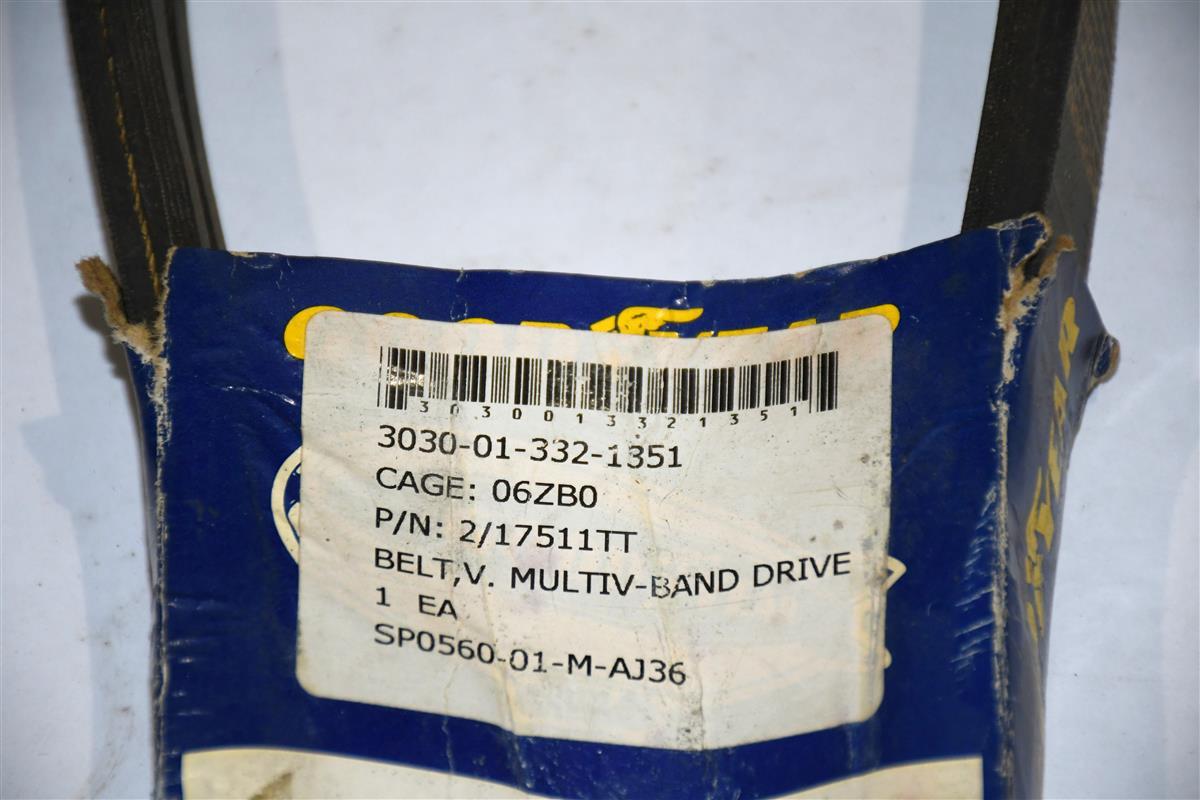 3030013321351
3030-01-332-1351
CAGE: 06ZB0
P/N: 2/17511TT
BELT,V. MULTIV-BAND DRIVE
1 EA
SP0560-01-M-AJ36